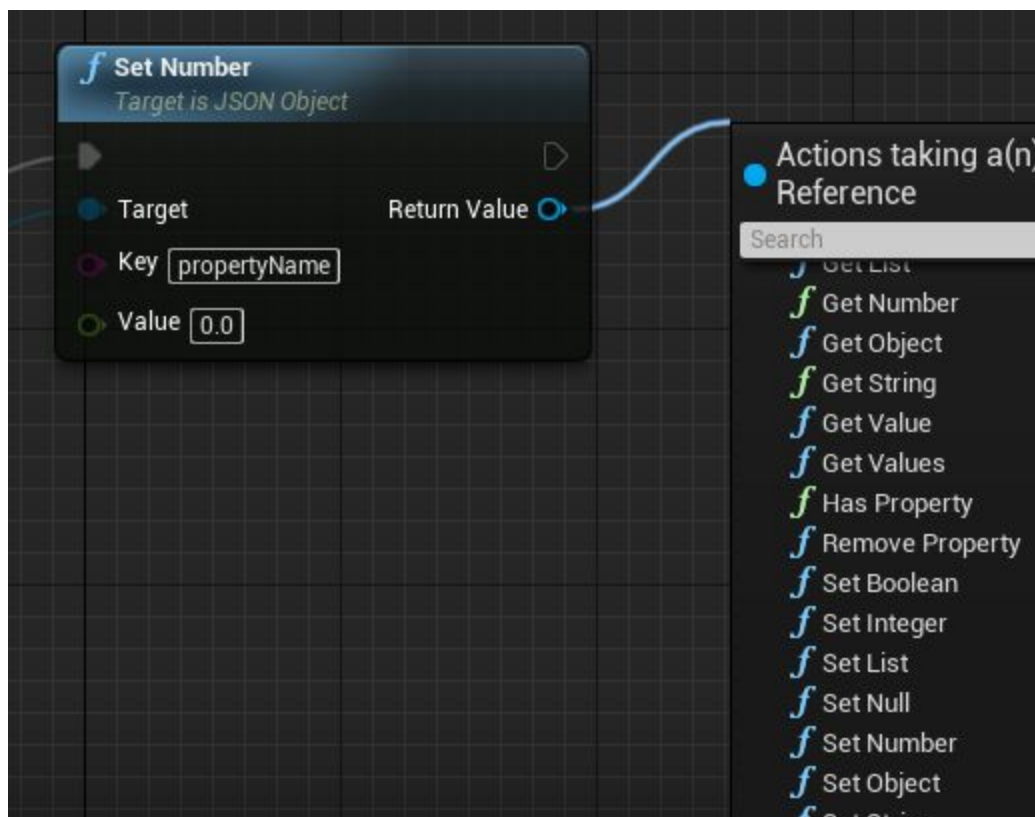 Set Number
Target is JSON Object
Target
Return Value
Key propertyName
Value 0.0
Actions taking a(n)
Reference
Search
Get List
Get Number
Get Object
Get String
Get Value
Get Values
Has Property
Remove Property
Set Boolean
Set Integer
Set List
Set Null
Set Number
Set Object